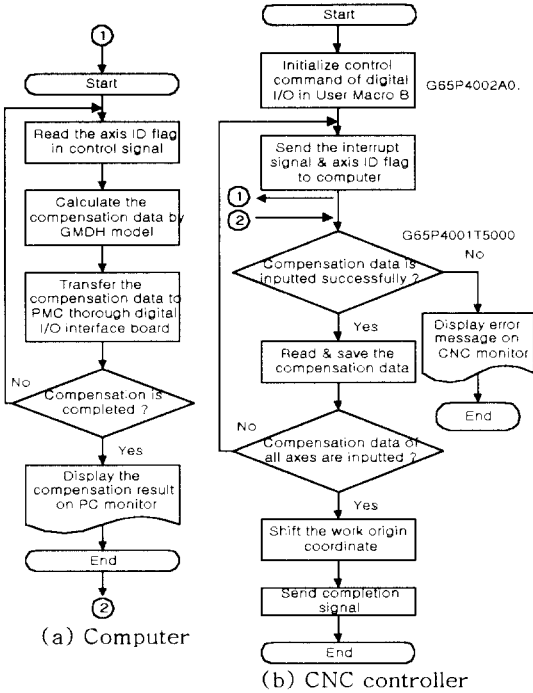 1
Start
Read the axis ID flag
in control signal
Calculate the
compensation data by
GMDH model
Transfer the
compensation data to
PMC thorough digital
I/O interface board
No
Compensation is
completed ?
Yes
Display the
compensation result
on PC monitor
End
2
(a) Computer
Start
Initialize control
command of digital
I/O in User Macro B
G65P4002A0.
Send the interrupt
signal & axis ID flag
to computer
1
2
G65P4001T5000
Compensation data is
inputted successfully ?
No
Display error
message on
CNC monitor
End
Yes
Read & save the
compensation data
No
Compensation data of
all axes are inputted ?
Yes
Shift the work origin
coordinate
Send completion
signal
End
(b) CNC controller